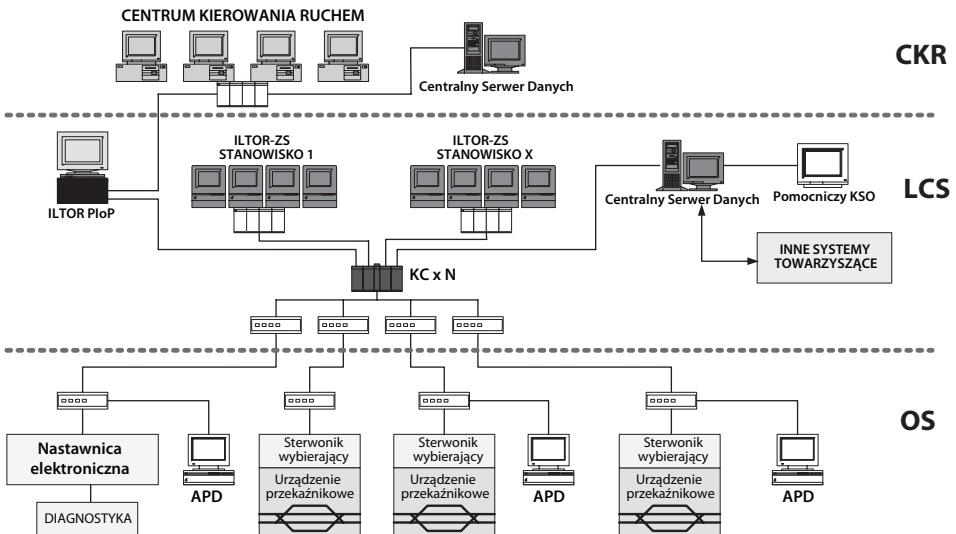 CENTRUM KIEROWANIA RUCHEM
CKR
Centralny Serwer Danych
ILTOR-ZS
STANOWISKO 1
ILTOR-ZS
STANOWISKO X
LCS
ILTOR PIoP
Centralny Serwer Danych
Pomocniczy KSO
INNE SYSTEMY
TOWARZYSZĄCE
KC x N
OS
Nastawnica
elektroniczna
APD
Sterwonik
wybierający
Urządzenie
przekaźnikowe
Sterwonik
wybierający
Urządzenie
przekaźnikowe
APD
Sterwonik
wybierający
Urządzenie
przekaźnikowe
APD
DIAGNOSTYKA